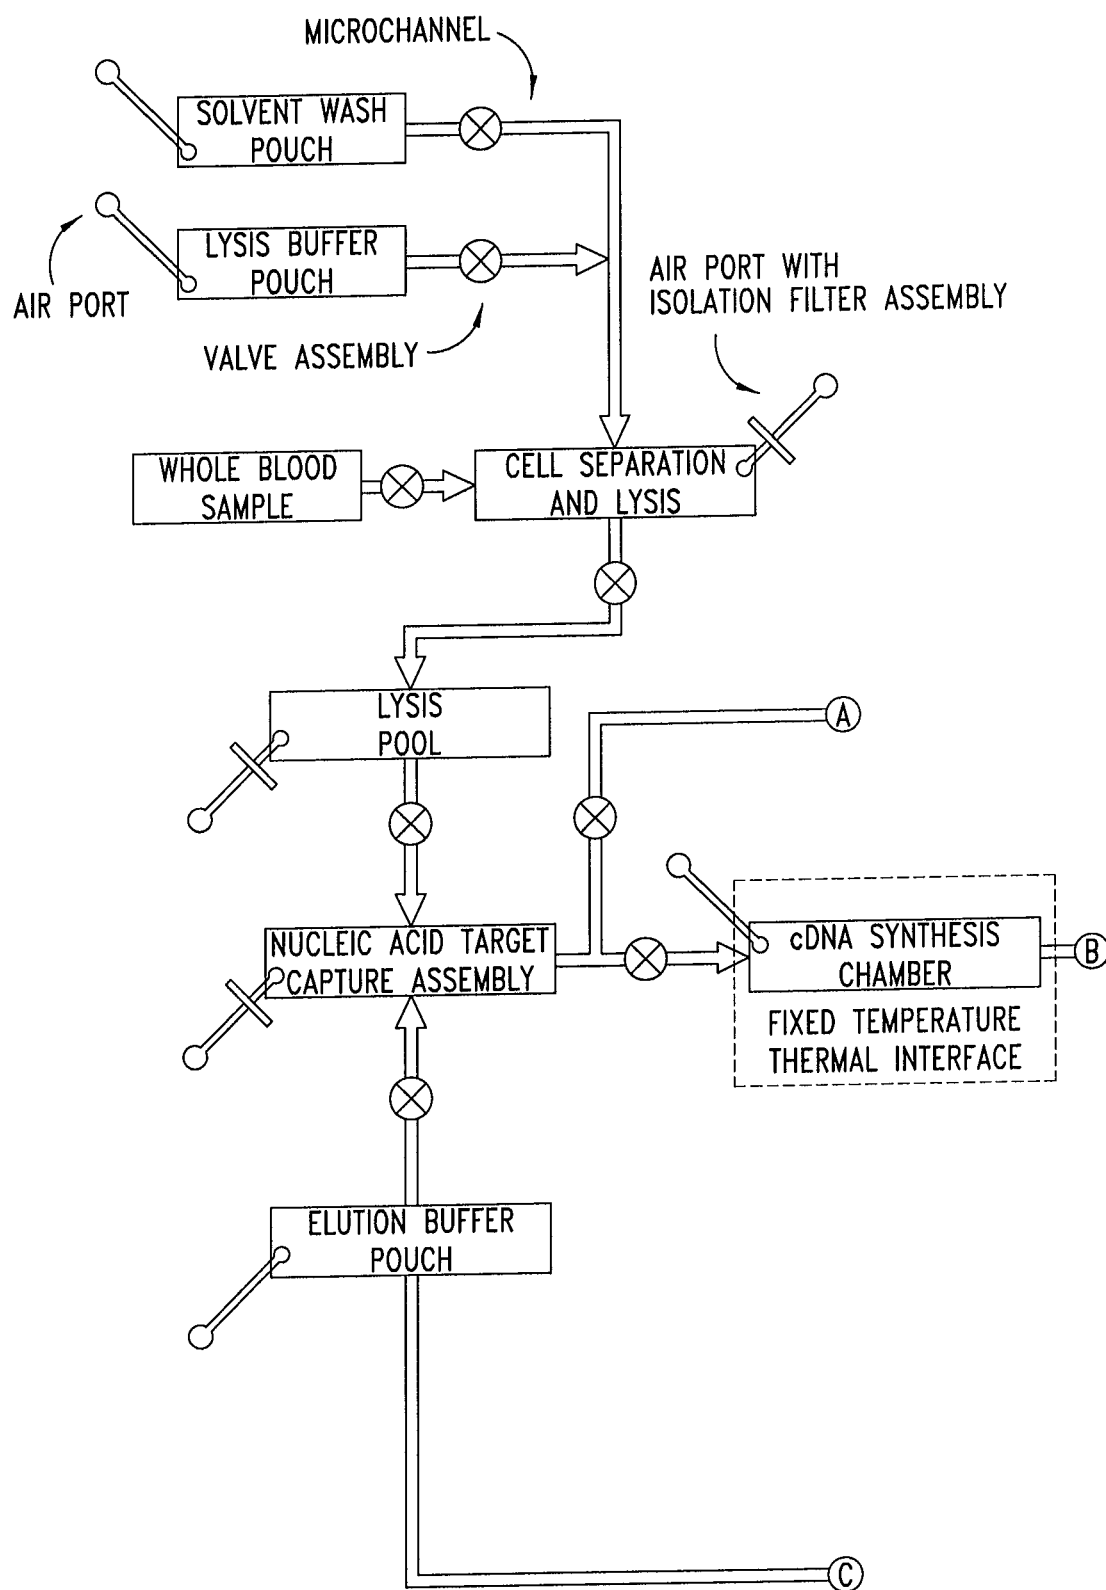 MICROCHANNEL
SOLVENT WASH
POUCH
LYSIS BUFFER
POUCH
AIR PORT
VALVE ASSEMBLY
AIR PORT WITH
ISOLATION FILTER ASSEMBLY
WHOLE BLOOD
SAMPLE
CELL SEPARATION
AND LYSIS
LYSIS
POOL
A
NUCLEIC ACID TARGET
CAPTURE ASSEMBLY
cDNA SYNTHESIS
CHAMBER
B
FIXED TEMPERATURE
THERMAL INTERFACE
ELUTION BUFFER
POUCH
C